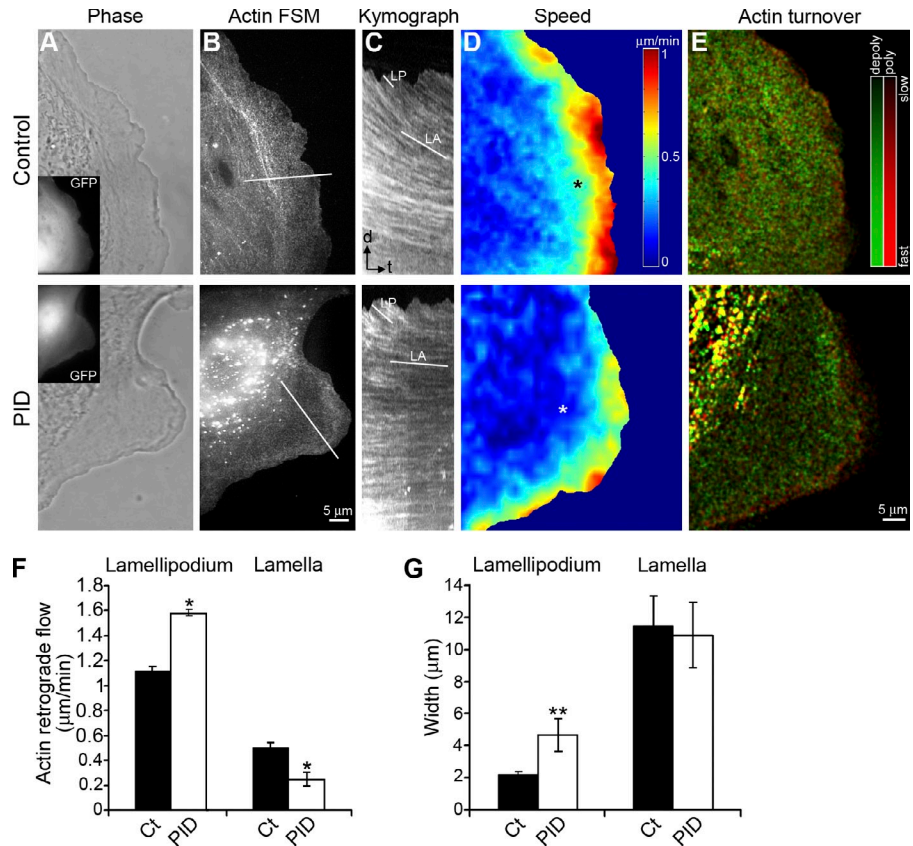 Phase
Actin FSM
Kymograph
Speed
Actin turnover
Control
A
GFP
B
C
LP
LA
d
t
D
µm/min
1
0.5
0
*
E
depoly
poly
slow
fast
PID
GFP
5 µm
LP
LA
*
5 µm
F
Lamellipodium
Lamella
Actin retrograde flow
(µm/min)
1.8
1.6
1.4
1.2
1
0.8
0.6
0.4
0.2
0
*
*
Ct
PID
Ct
PID
G
Lamellipodium
Lamella
Width (µm)
14
12
10
8
6
4
2
0
**
Ct
PID
Ct
PID